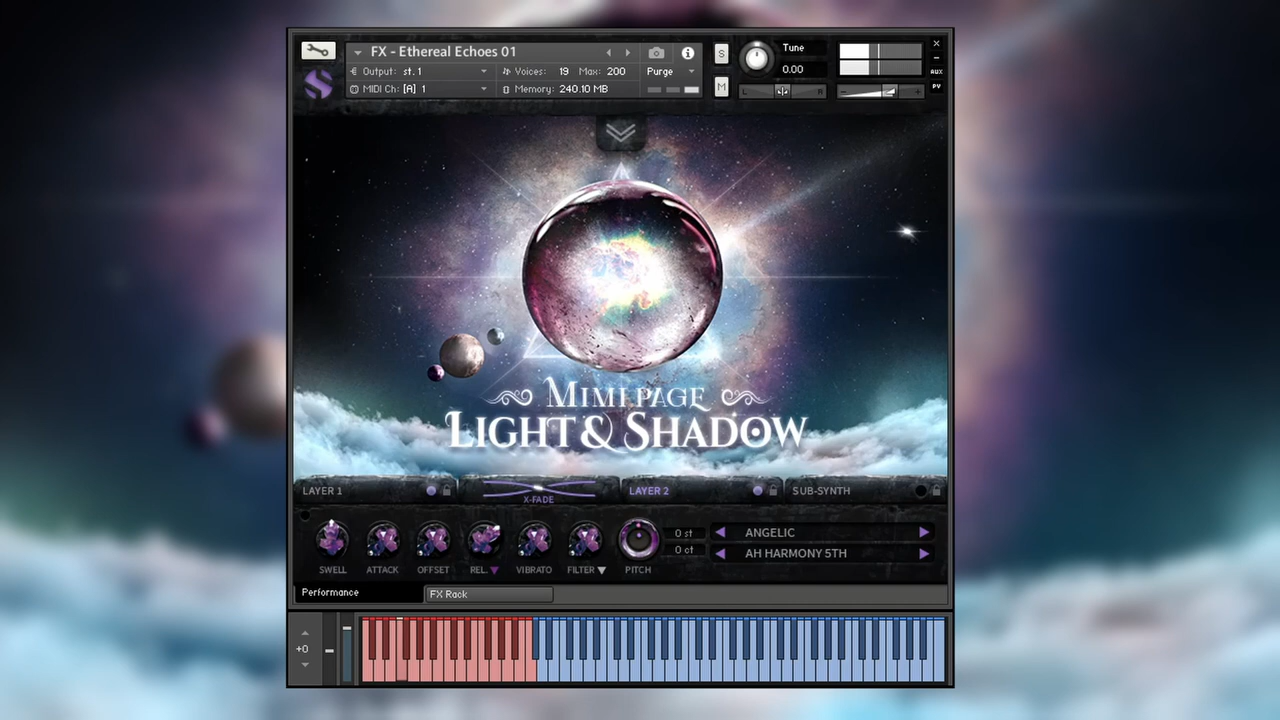 FX - Ethereal Echoes 01
S
Tune
Output: st.1
Voices: 19 Max: 200
Purge
0.00
AUX
MIDI Ch: [A] 1
Memory: 240.10 MB
M
L R
- +
PV
MIMI PAGE
LIGHT & SHADOW
LAYER 1
X-FADE
LAYER 2
SUB-SYNTH
0 st
ANGELIC
0 ct
AH HARMONY 5TH
SWELL
ATTACK
OFFSET
REL.
VIBRATO
FILTER
PITCH
Performance
FX Rack
+0